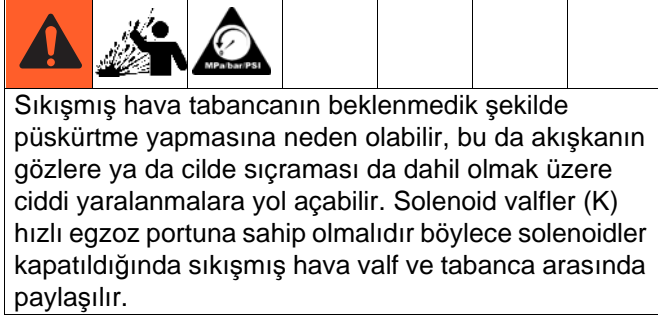 MPa/bar/PSI
Sıkışmış hava tabancanın beklenmedik şekilde
püskürtme yapmasına neden olabilir, bu da akışkanın
gözlere ya da cilde sıçraması da dahil olmak üzere
ciddi yaralanmalara yol açabilir. Solenoid valfler (K)
hızlı egzoz portuna sahip olmalıdır böylece solenoidler
kapatıldığında sıkışmış hava valf ve tabanca arasında
paylaşılır.